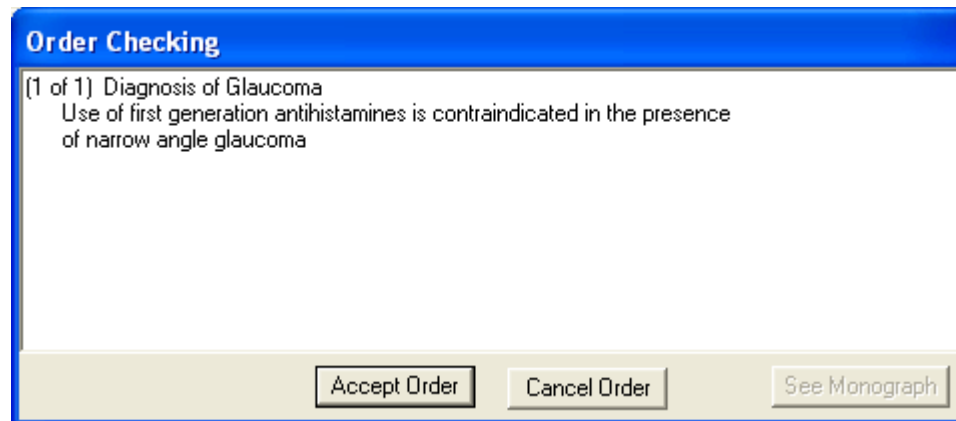 Order Checking
(1 of 1) Diagnosis of Glaucoma
Use of first generation antihistamines is contraindicated in the presence
of narrow angle glaucoma
Accept Order
Cancel Order
See Monograph